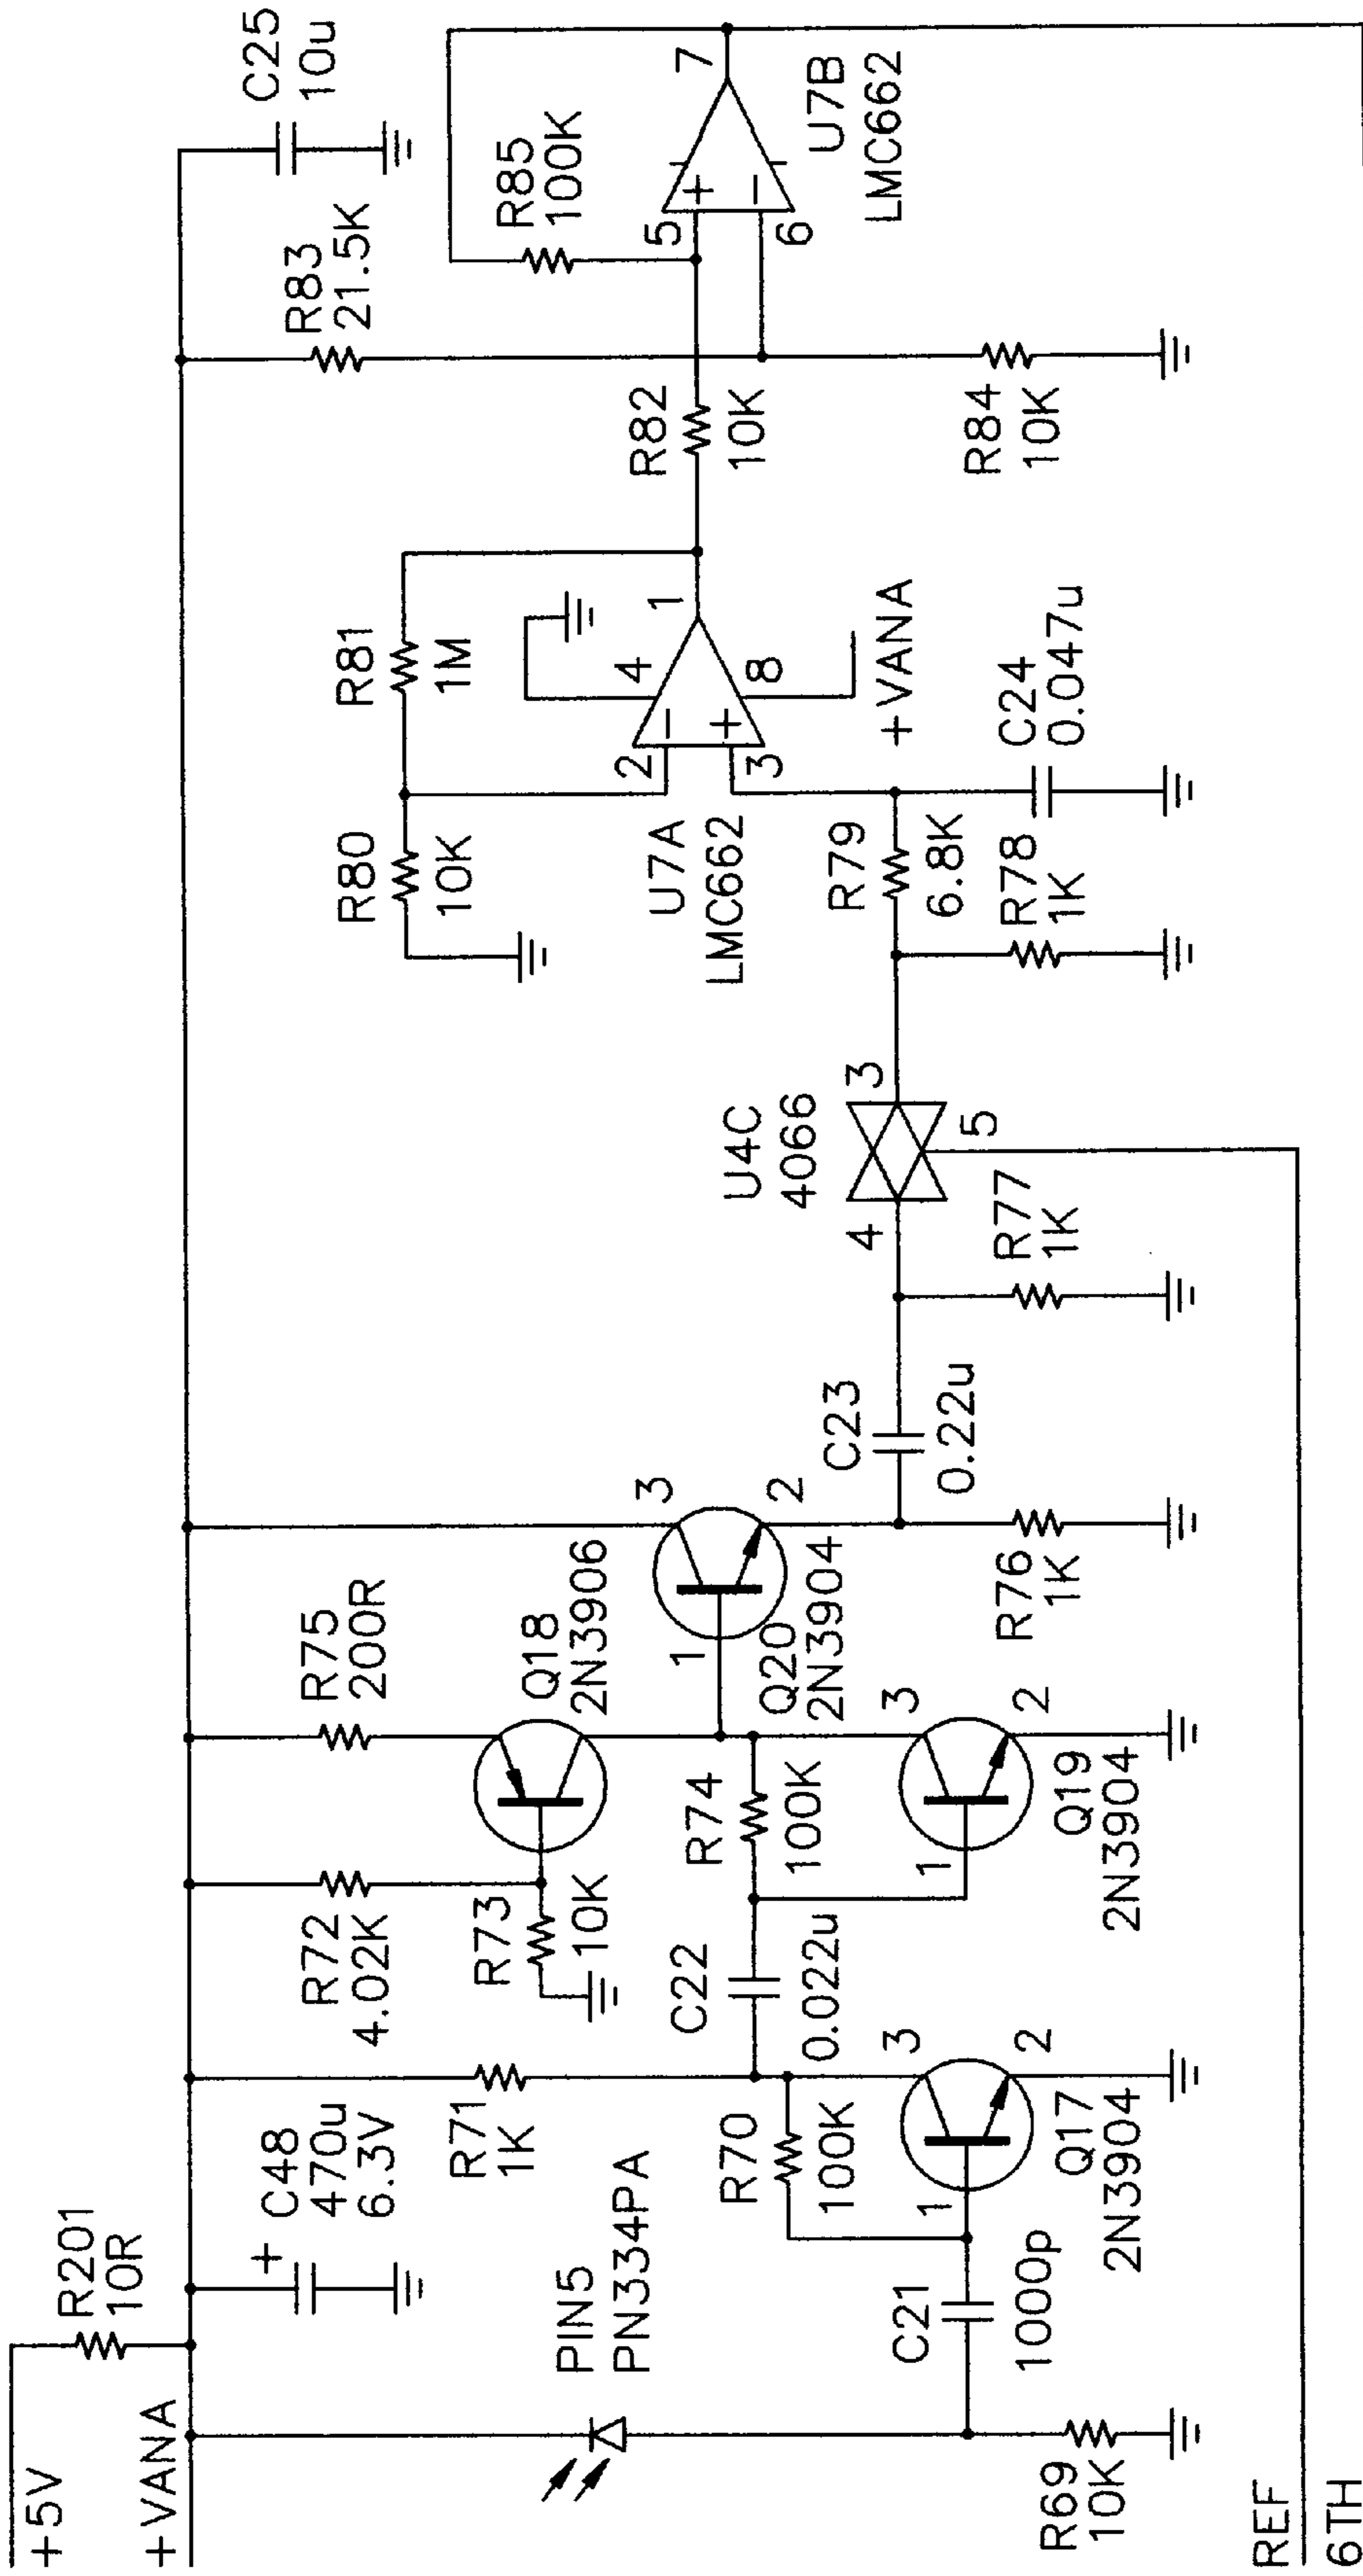 +5V
R201
10R
+VANA
C48
470u
6.3V
+
R72
4.02K
R75
200R
R83
21.5K
C25
10u
R71
1K
R73
10K
Q18
2N3906
R80
10K
R81
1M
R85
100K
PIN5
PN334PA
R70
100K
C22
0.022u
R74
100K
1
3
2
Q20
2N3904
U7A
LMC662
2
3
4
8
1
+VANA
R82
10K
5
6
7
U7B
LMC662
C21
1000p
1
3
2
Q17
2N3904
1
3
2
Q19
2N3904
C23
0.22u
U4C
4066
4
3
5
R79
6.8K
R69
10K
R76
1K
R77
1K
R78
1K
C24
0.047u
R84
10K
REF
6TH